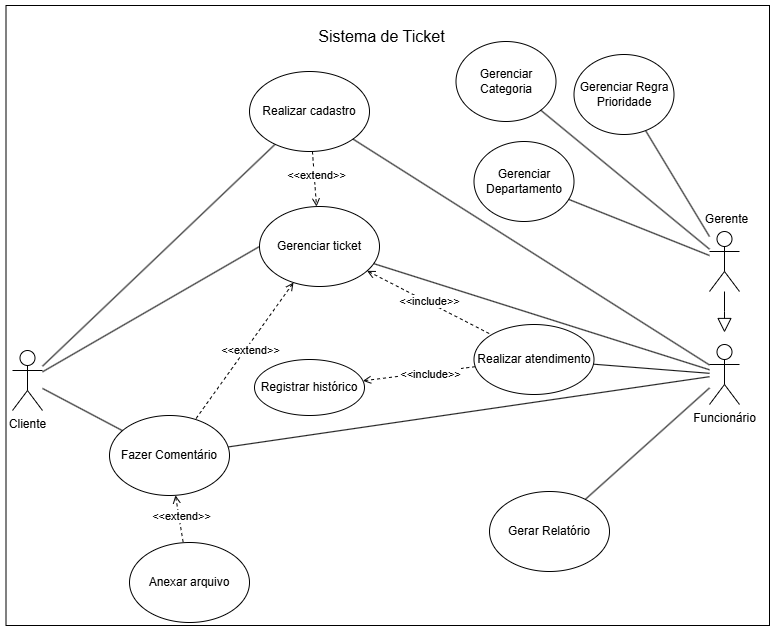 Sistema de Ticket
Gerenciar
Categoria
Gerenciar Regra
Prioridade
Realizar cadastro
<<extend>>
Gerenciar
Departamento
Gerente
Gerenciar ticket
<<include>>
<<extend>>
Realizar atendimento
<<include>>
Registrar histórico
Cliente
Funcionário
Fazer Comentário
<<extend>>
Gerar Relatório
Anexar arquivo